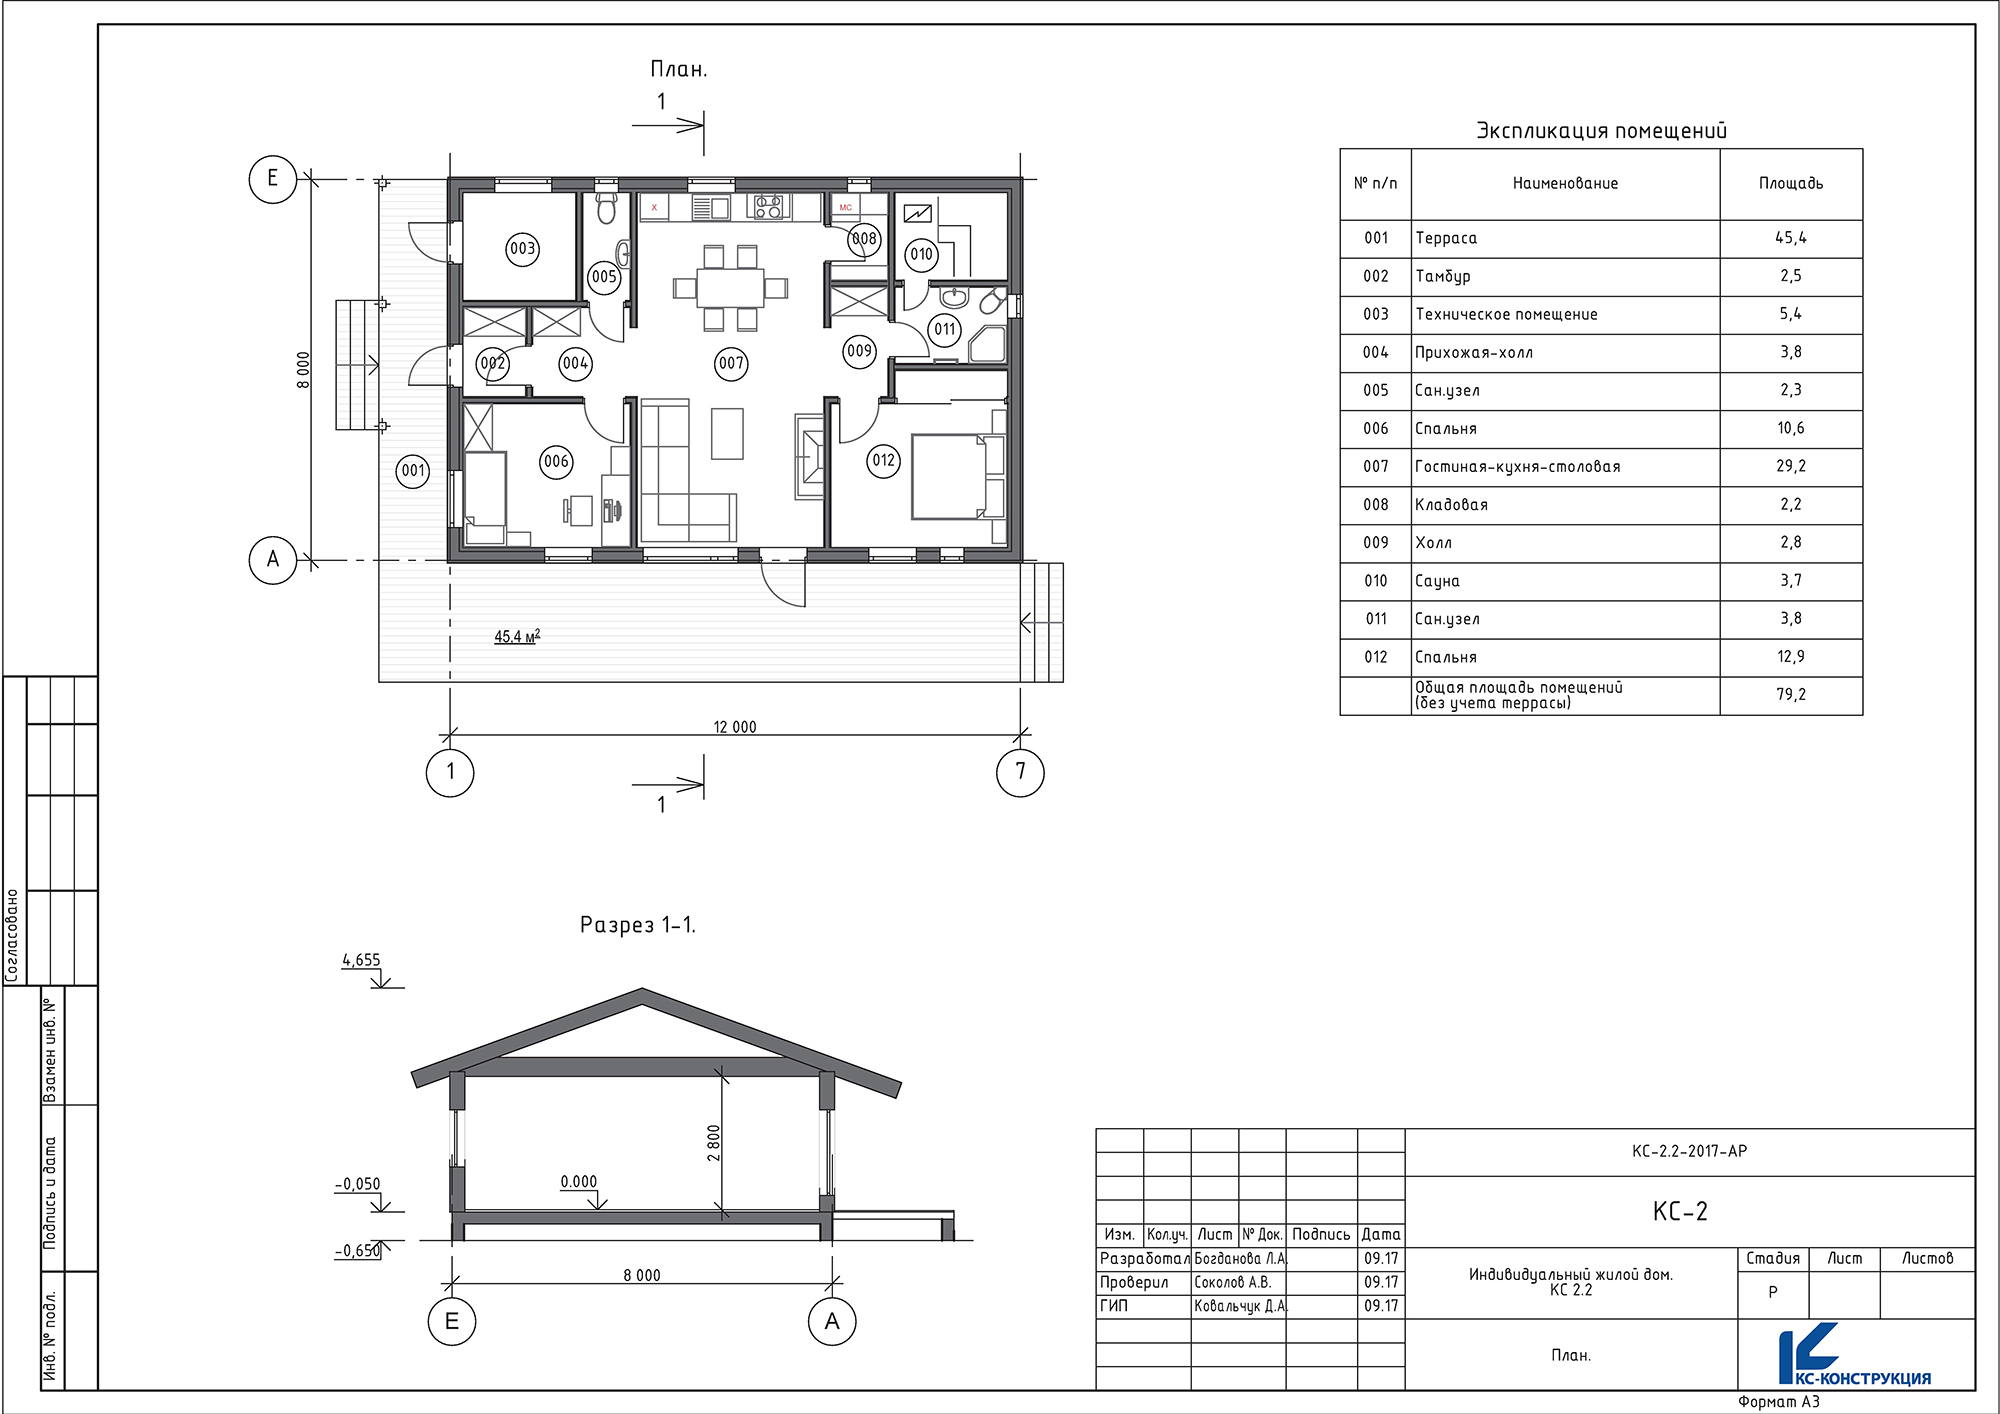 План.
1
Е
003
005
Х
МС
008
010
002
004
007
009
011
8 000
001
006
012
А
45,4 м²
12 000
1
7
1
Экспликация помещений
№ п/п Наименование Площадь
001 Терраса 45,4
002 Тамбур 2,5
003 Техническое помещение 5,4
004 Прихожая-холл 3,8
005 Сан.узел 2,3
006 Спальня 10,6
007 Гостиная-кухня-столовая 29,2
008 Кладовая 2,2
009 Холл 2,8
010 Сауна 3,7
011 Сан.узел 3,8
012 Спальня 12,9
Общая площадь помещений
(без учета террасы) 79,2
Разрез 1-1.
4,655
2 800
0.000
-0,050
-0,650
8 000
Е
А
Согласовано
Взамен инв. №
Подпись и дата
Инв. № подл.
КС-2.2-2017-АР
КС-2
Изм. Кол.уч. Лист № Док. Подпись Дата
Разработал Богданова Л.А. 09.17
Проверил Соколов А.В. 09.17
ГИП Ковальчук Д.А. 09.17
Индивидуальный жилой дом.
КС 2.2
Стадия Лист Листов
Р
План.
КС-КОНСТРУКЦИЯ
Формат А3